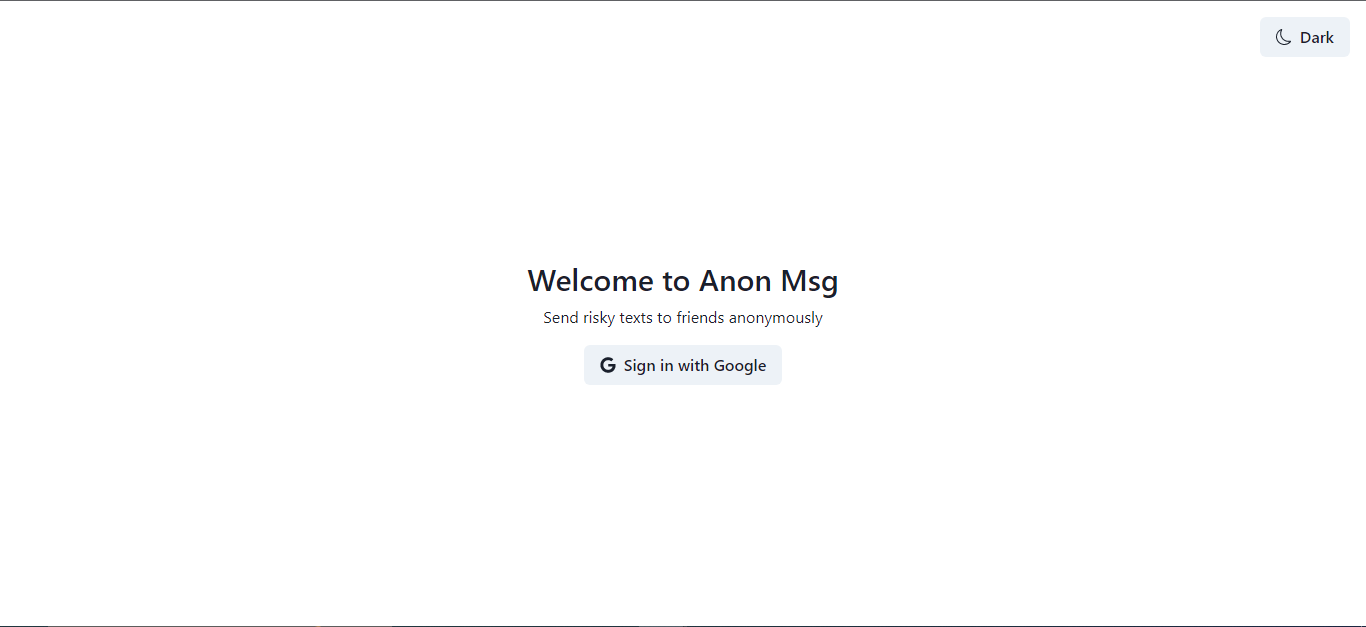 Dark
Welcome to Anon Msg
Send risky texts to friends anonymously
Sign in with Google